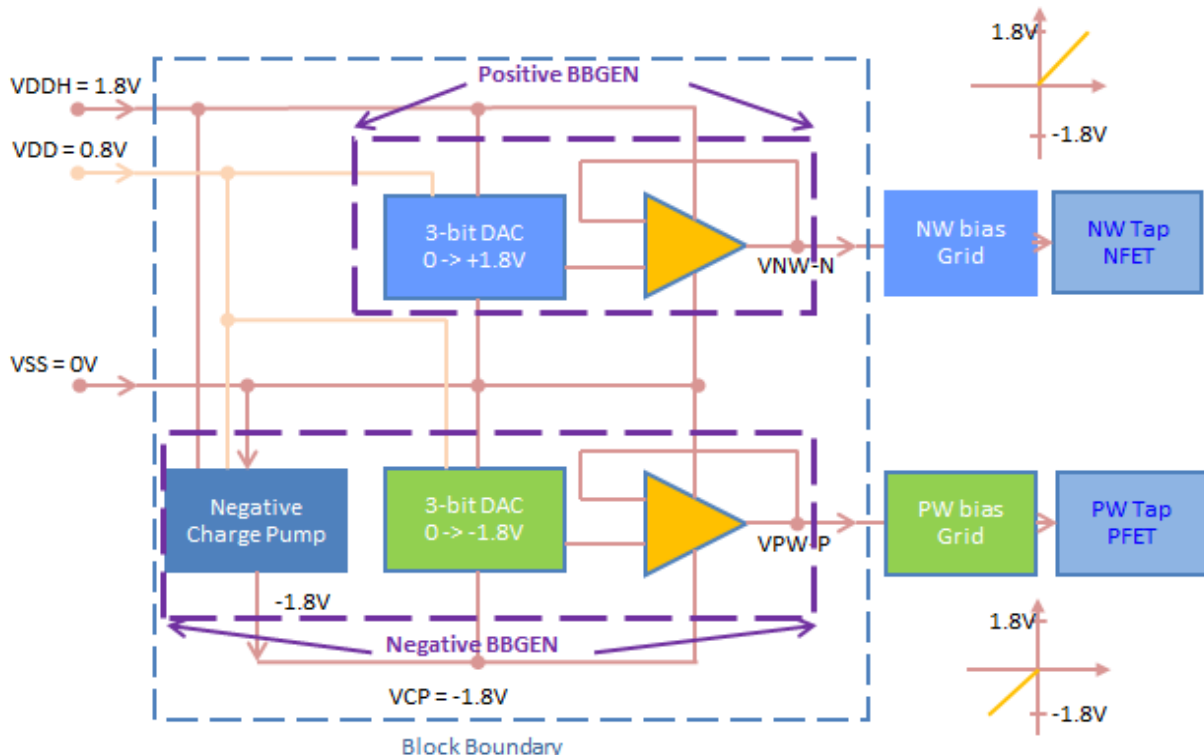 1.8V
Positive BBGEN
VDDH = 1.8V
-1.8V
VDD = 0.8V
3-bit DAC
0 -> +1.8V
VNW-N
NW bias
Grid
NW Tap
NFET
VSS = 0V
Negative
Charge Pump
3-bit DAC
0 -> -1.8V
VPW-P
PW bias
Grid
PW Tap
PFET
-1.8V
Negative BBGEN
1.8V
-1.8V
VCP = -1.8V
Block Boundary